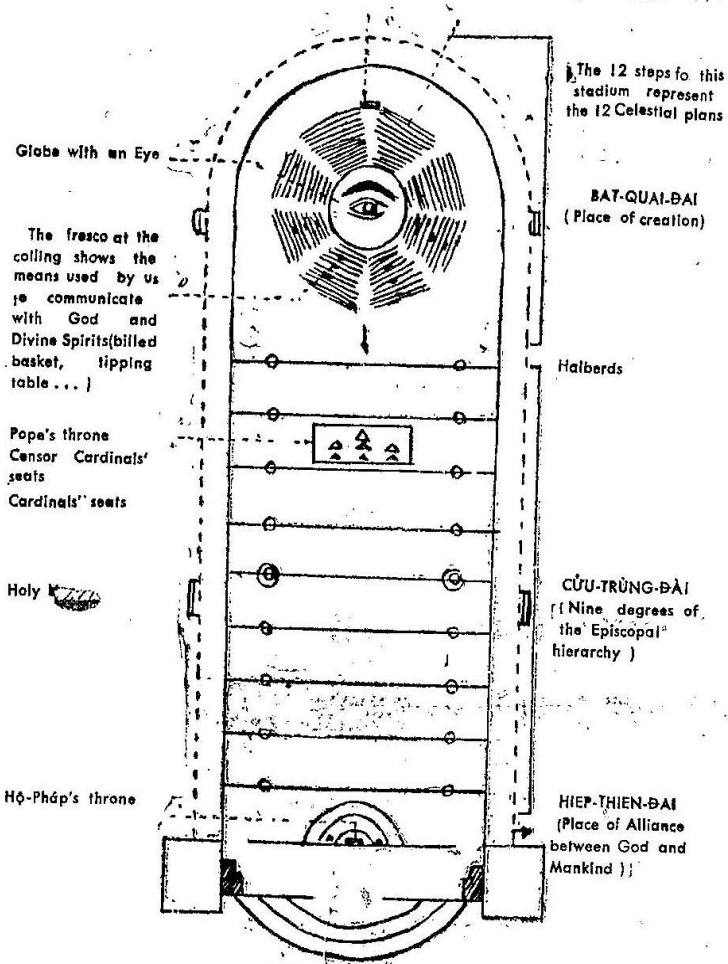 Globe with an Eye
The fresco at the
coiling shows the
means used by us
to communicate
with God and
Divine Spirits(billed
basket, tipping
table . . . )
Pope's throne
Censor Cardinals'
seats
Cardinals'' seats
Holy
Hộ-Pháp's throne
The 12 steps fo this
stadium represent
the 12 Celestial plans
BAT-QUAI-ĐAI
(Place of creation)
Halberds
CỬU-TRÙNG-ĐÀI
(Nine degrees of
the Episcopal
hierarchy )
HIEP-THIEN-ĐAI
(Place of Alliance
between God and
Mankind ))